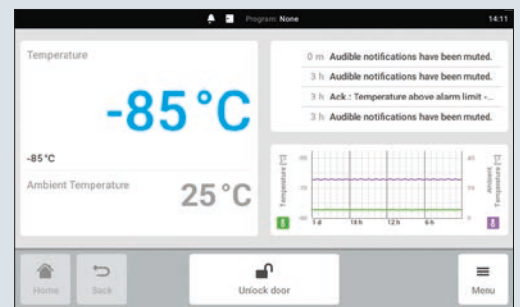 Program: None
14:11
Temperature
-85 °C
-85 °C
Ambient Temperature
25 °C
0 m Audible notifications have been muted.
3 h Audible notifications have been muted.
3 h Ack.: Temperature above alarm limit -...
3 h Audible notifications have been muted.
Temperature [°C]
1 d 18 h 12 h 6 h
Ambient Temperature [°C]
Home
Back
Unlock door
Menu